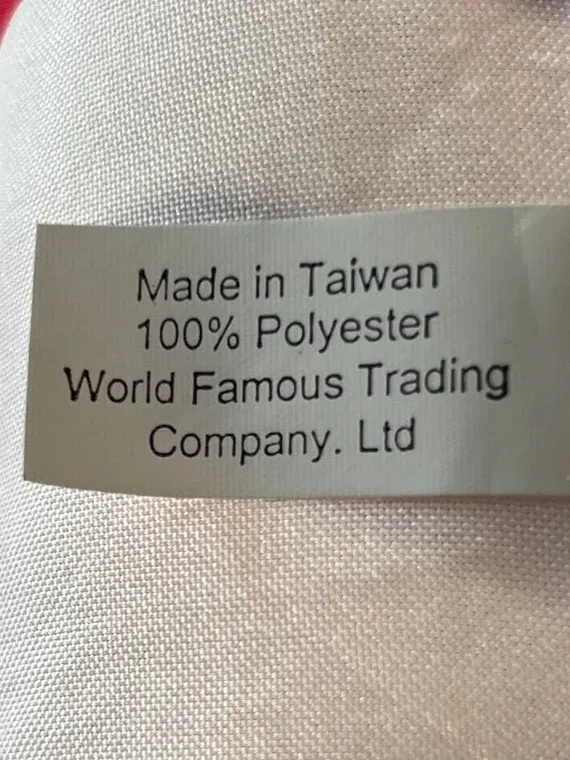 Made in Taiwan
100% Polyester
World Famous Trading
Company. Ltd